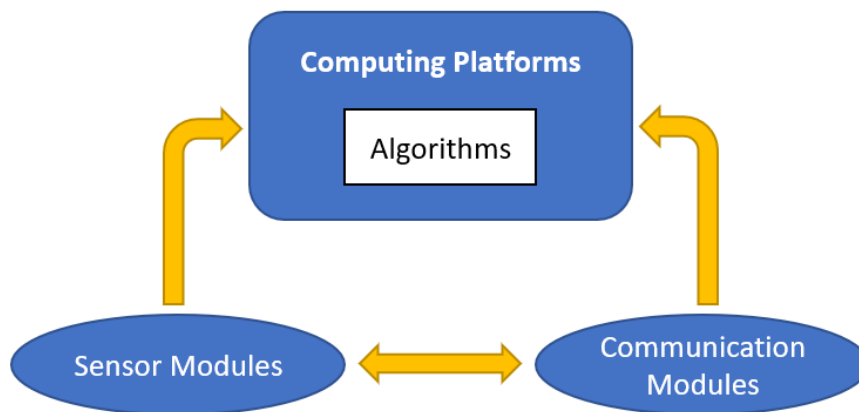 Computing Platforms
Algorithms
Sensor Modules
Communication
Modules